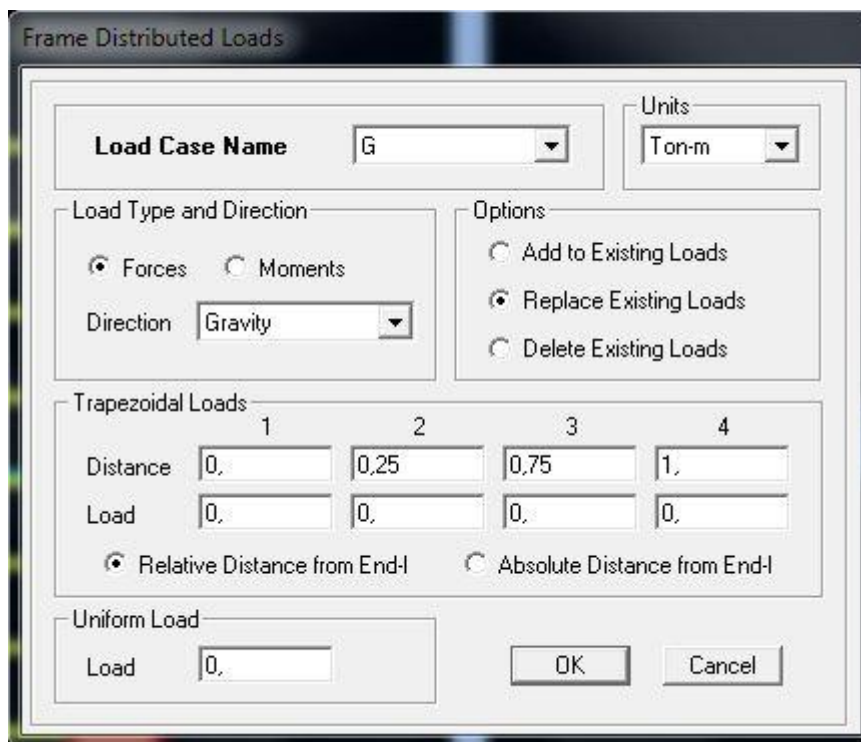 Frame Distributed Loads
Units
Load Case Name G Ton-m
Load Type and Direction Options
Forces Moments Add to Existing Loads
Direction Gravity Replace Existing Loads
Delete Existing Loads
Trapezoidal Loads
1 2 3 4
Distance 0, 0,25 0,75 1,
Load 0, 0, 0, 0,
Relative Distance from End-I Absolute Distance from End-I
Uniform Load
Load 0, OK Cancel